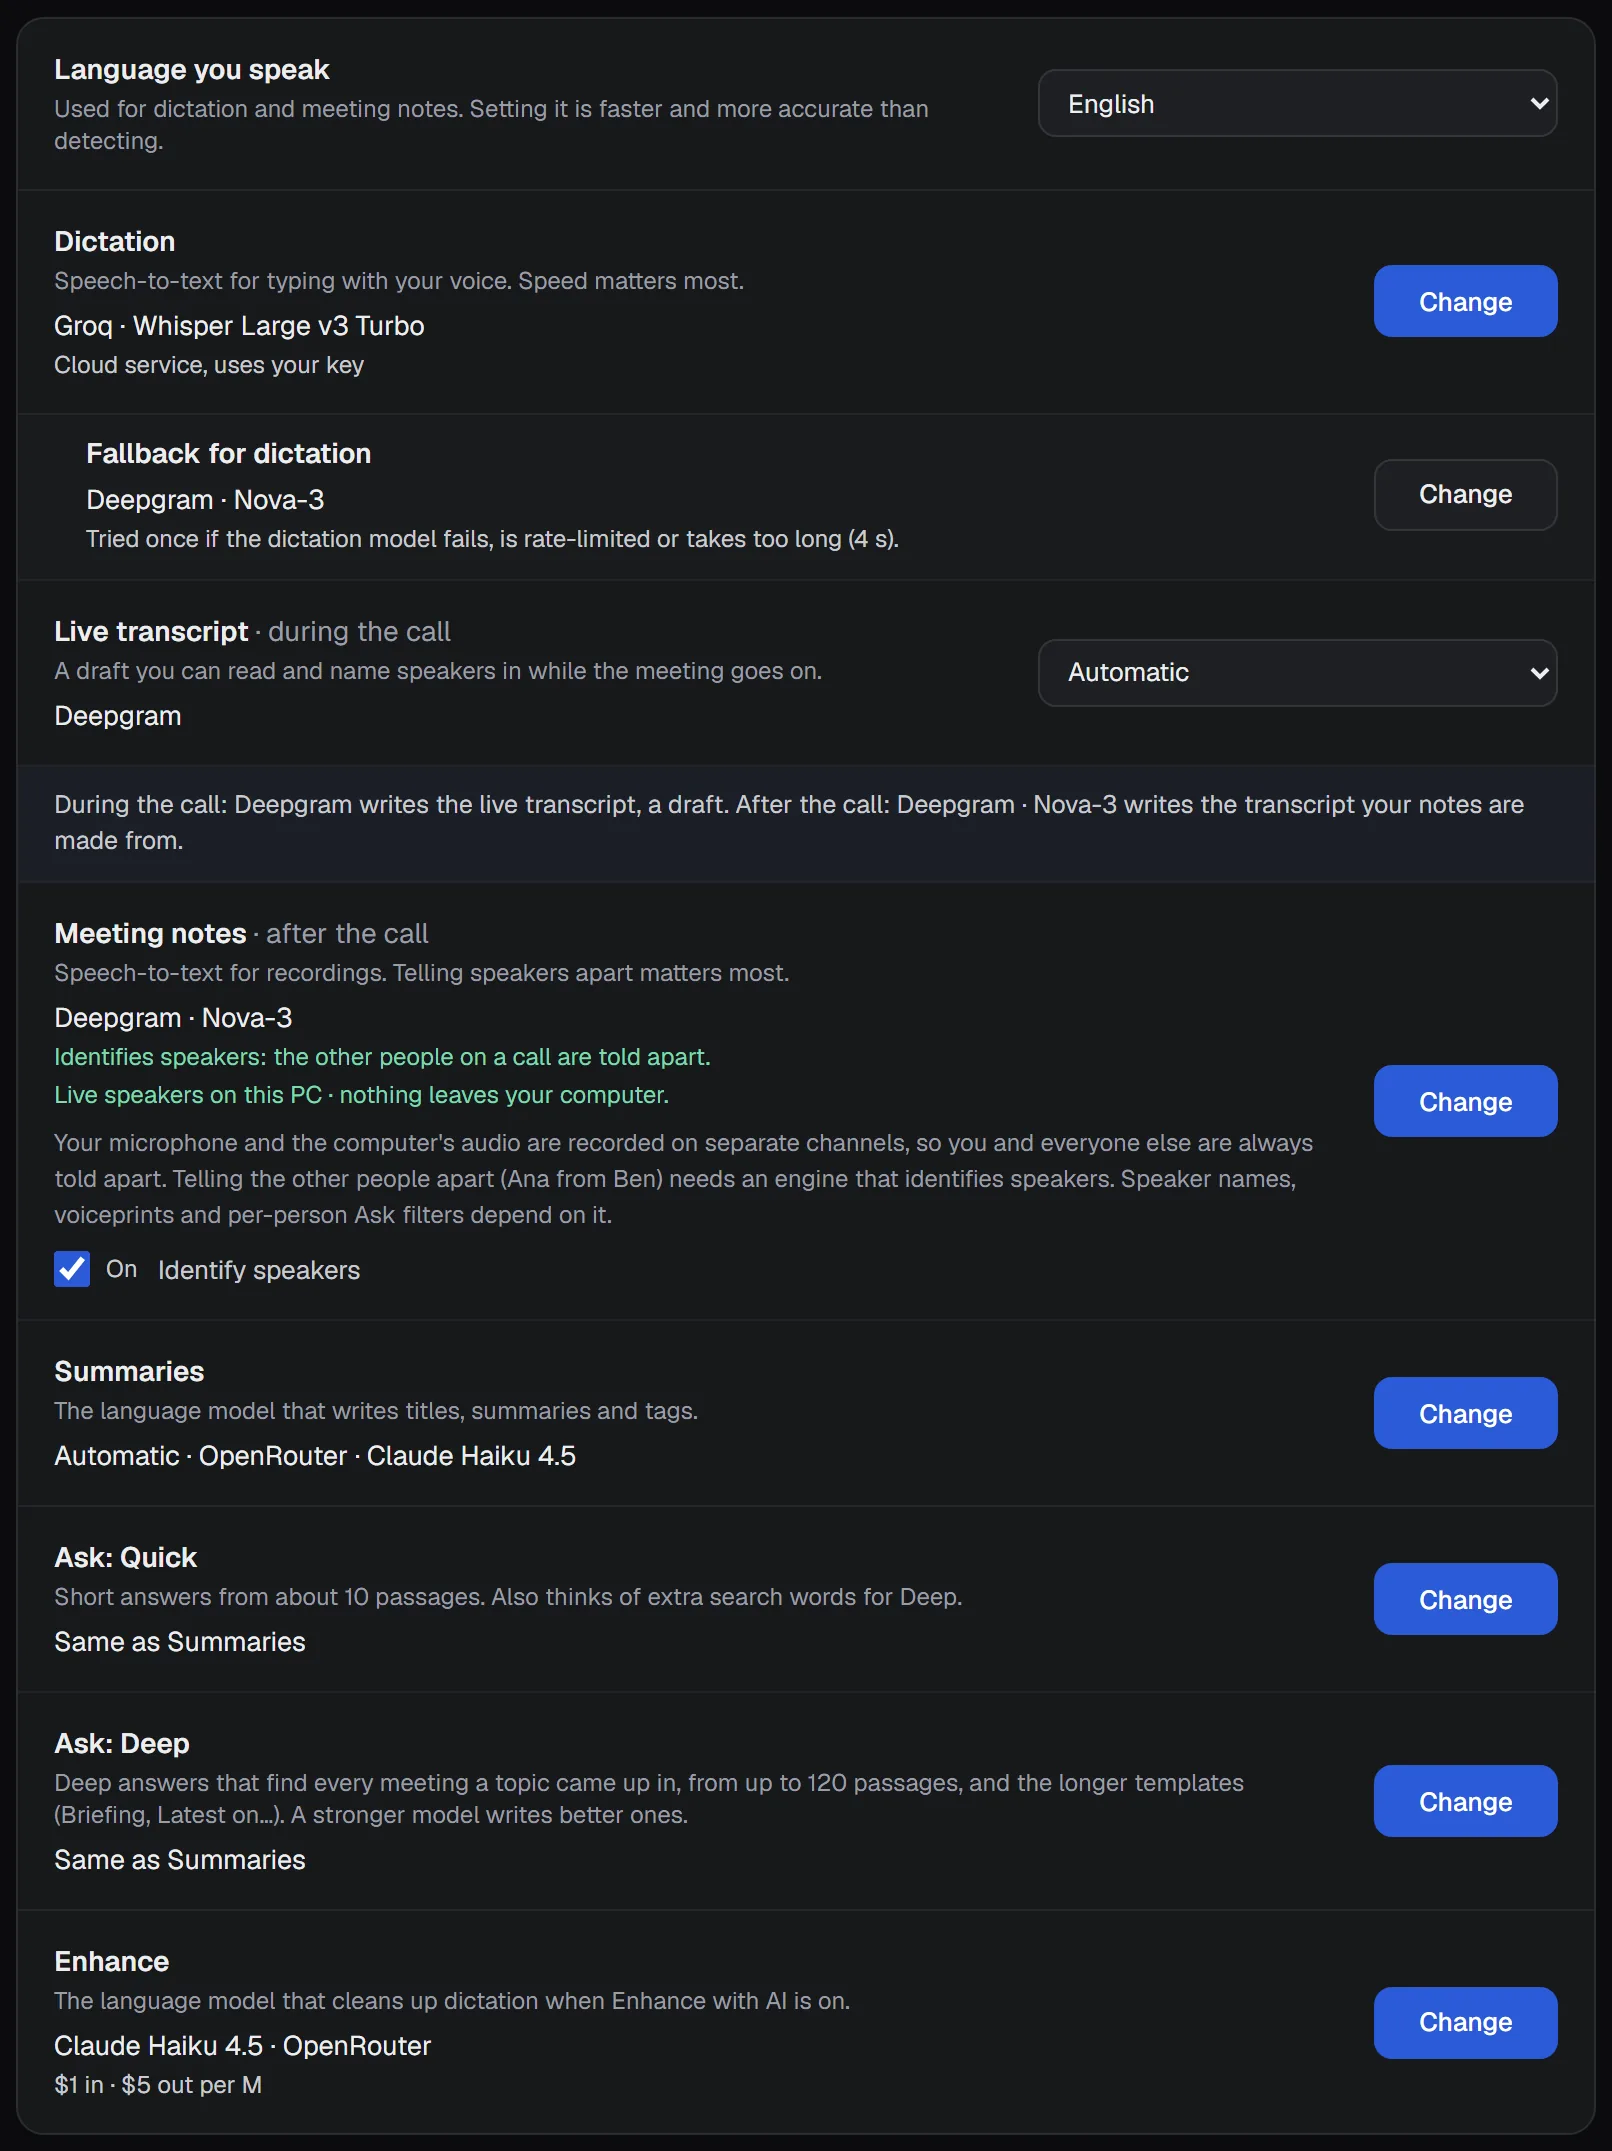 Language you speak
Used for dictation and meeting notes. Setting it is faster and more accurate than
detecting.
English
Dictation
Speech-to-text for typing with your voice. Speed matters most.
Groq · Whisper Large v3 Turbo
Cloud service, uses your key
Change
Fallback for dictation
Deepgram · Nova-3
Tried once if the dictation model fails, is rate-limited or takes too long (4 s).
Change
Live transcript · during the call
A draft you can read and name speakers in while the meeting goes on.
Deepgram
Automatic
During the call: Deepgram writes the live transcript, a draft. After the call: Deepgram · Nova-3 writes the transcript your notes are
made from.
Meeting notes · after the call
Speech-to-text for recordings. Telling speakers apart matters most.
Deepgram · Nova-3
Identifies speakers: the other people on a call are told apart.
Live speakers on this PC · nothing leaves your computer.
Your microphone and the computer's audio are recorded on separate channels, so you and everyone else are always
told apart. Telling the other people apart (Ana from Ben) needs an engine that identifies speakers. Speaker names,
voiceprints and per-person Ask filters depend on it.
On Identify speakers
Change
Summaries
The language model that writes titles, summaries and tags.
Automatic · OpenRouter · Claude Haiku 4.5
Change
Ask: Quick
Short answers from about 10 passages. Also thinks of extra search words for Deep.
Same as Summaries
Change
Ask: Deep
Deep answers that find every meeting a topic came up in, from up to 120 passages, and the longer templates
(Briefing, Latest on…). A stronger model writes better ones.
Same as Summaries
Change
Enhance
The language model that cleans up dictation when Enhance with AI is on.
Claude Haiku 4.5 · OpenRouter
$1 in · $5 out per M
Change